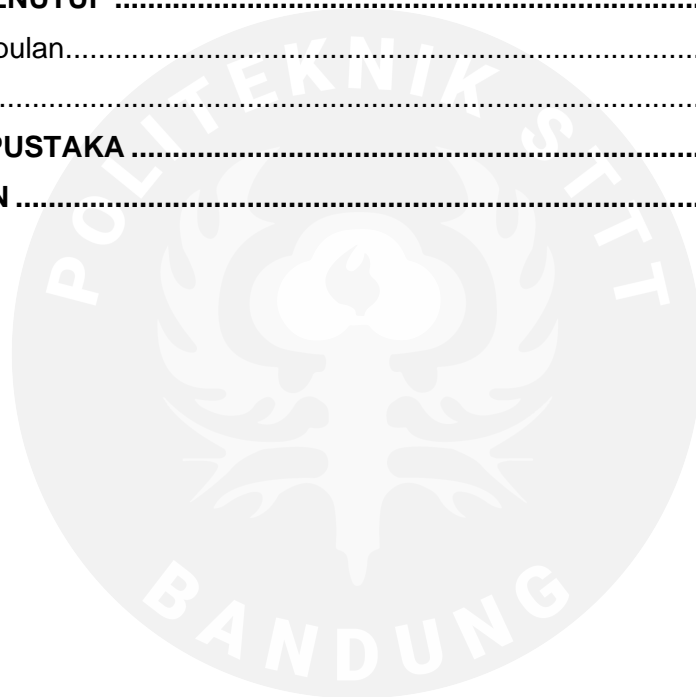 ENUTUP ........................................................................
pulan...........................................................................
................................................................................
PUSTAKA ....................................................................
N ................................................................................
POLITEKNIK STTT
BANDUNG